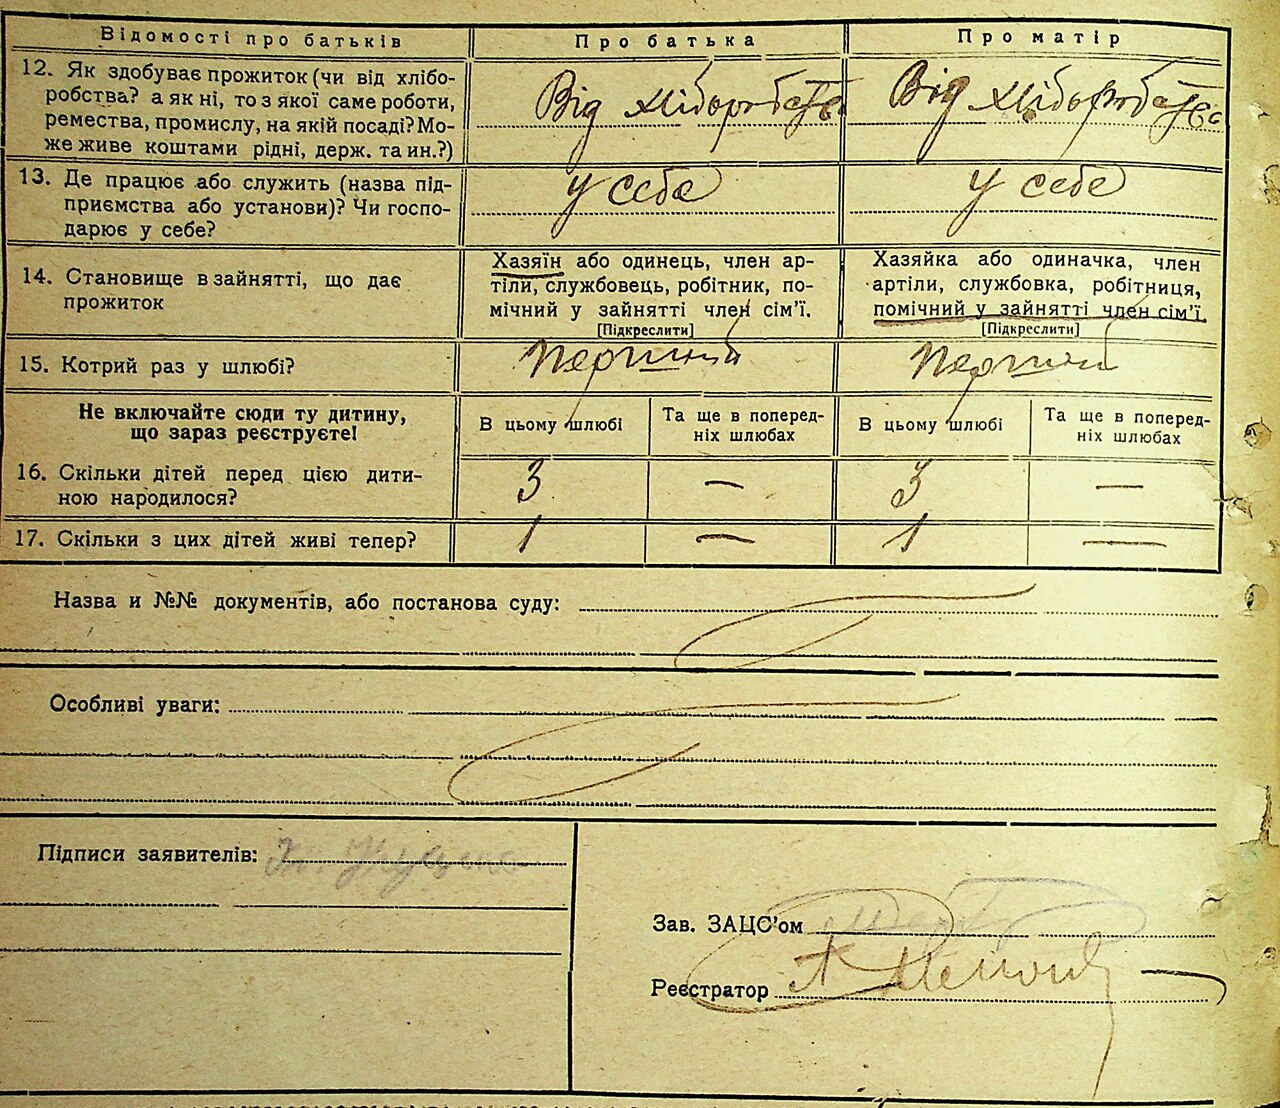 Відомості про батьків
Про батька
Про матір
12. Як здобуває прожиток (чи від хлібо-
робства? а як ні, то з якої саме роботи,
ремества, промислу, на якій посаді? Мо-
же живе коштами рідні, держ. та ин.?)
Від хліборобства
Від хліборобства
13. Де працює або служить (назва під-
приємства або установи)? Чи госпо-
дарює у себе?
у себе
у себе
14. Становище в зайнятті, що дає
прожиток
Хазяїн або одинець, член ар-
тіли, службовець, робітник, по-
мічний у зайнятті член сім'ї.
[Підкреслити]
Хазяйка або одиначка, член
артіли, службовка, робітниця,
помічний у зайнятті член сім'ї.
[Підкреслити]
15. Котрий раз у шлюбі?
Перший
Перший
Не включайте сюди ту дитину,
що зараз реєструєте!
В цьому шлюбі
Та ще в поперед-
ніх шлюбах
В цьому шлюбі
Та ще в поперед-
ніх шлюбах
16. Скільки дітей перед цією дити-
ною народилося?
3
—
3
—
17. Скільки з цих дітей живі тепер?
1
—
1
—
Назва и №№ документів, або постанова суду:
Особливі уваги:
Підписи заявителів:
Зав. ЗАЦС'ом
Реєстратор